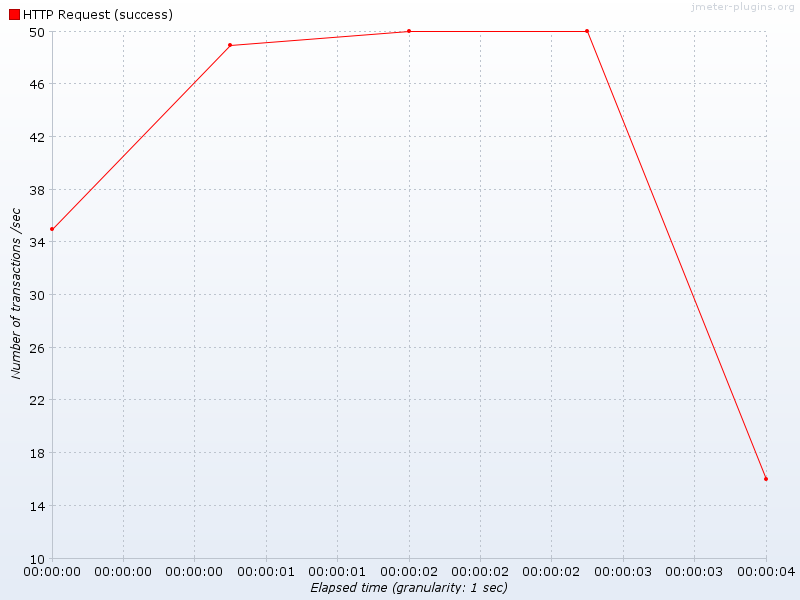 jmeter-plugins.org
HTTP Request (success)
50
46
42
38
34
30
26
22
18
14
10
Number of transactions /sec
00:00:00 00:00:00 00:00:00 00:00:01 00:00:01 00:00:02 00:00:02 00:00:02 00:00:03 00:00:03 00:00:04
Elapsed time (granularity: 1 sec)